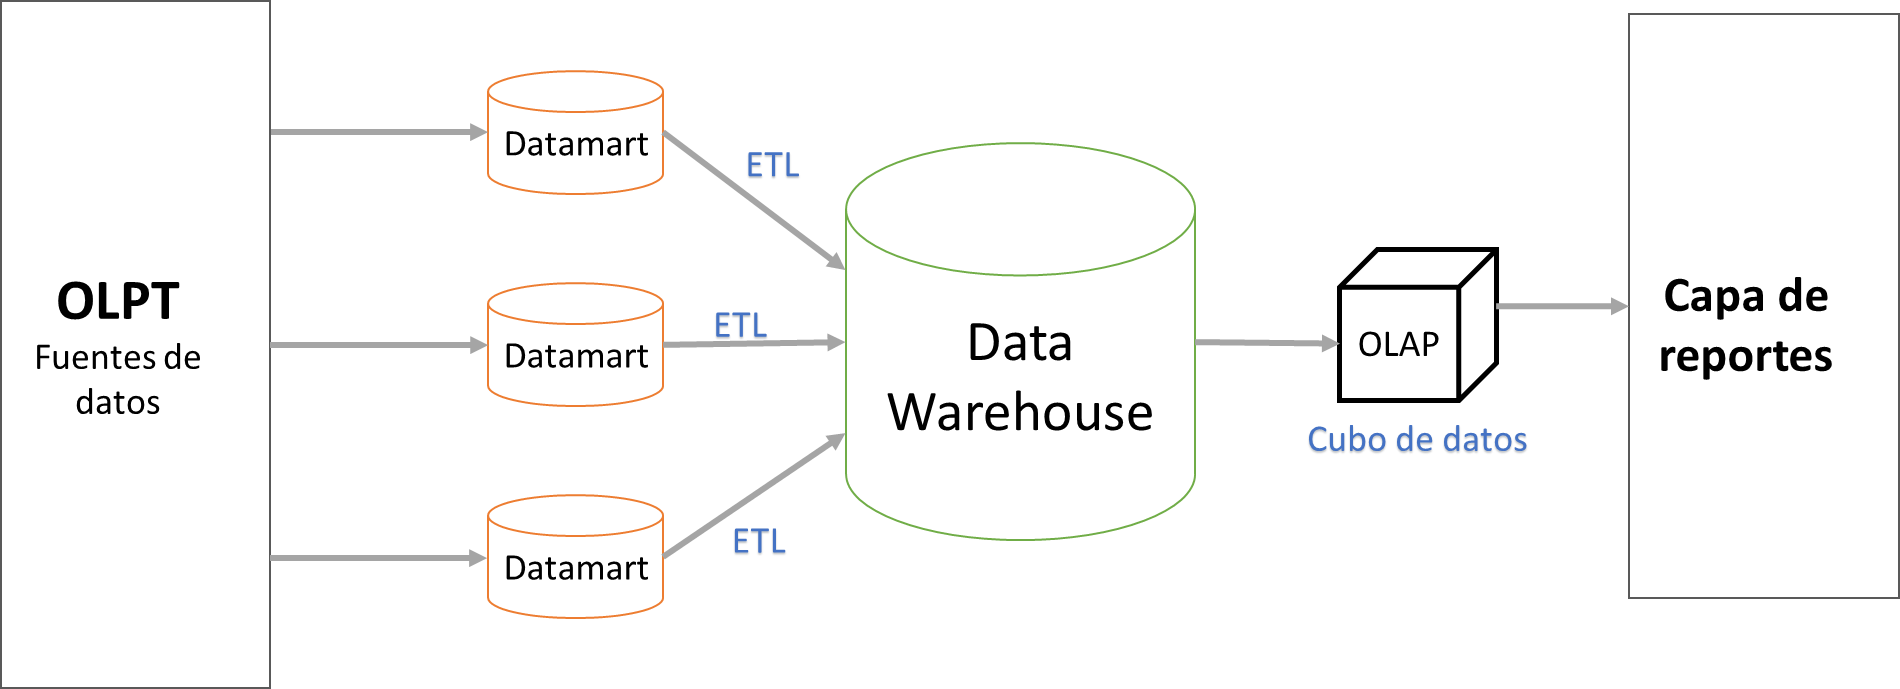 OLPT
Fuentes de
datos
Datamart
ETL
Datamart
ETL
Datamart
ETL
Data
Warehouse
OLAP
Cubo de datos
Capa de
reportes